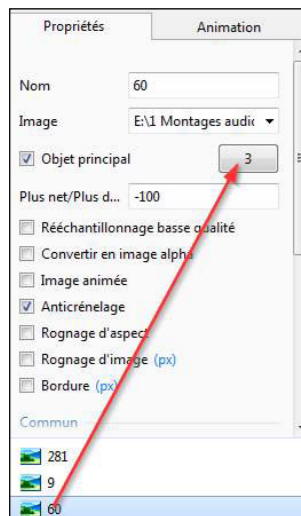 Propriétés Animation
Nom 60
Image E:\1 Montages audic
Objet principal 3
Plus net/Plus d... -100
Rééchantillonnage basse qualité
Convertir en image alpha
Image animée
Anticrénelage
Rognage d'aspect
Rognage d'image (px)
Bordure (px)
Commun
281
9
60